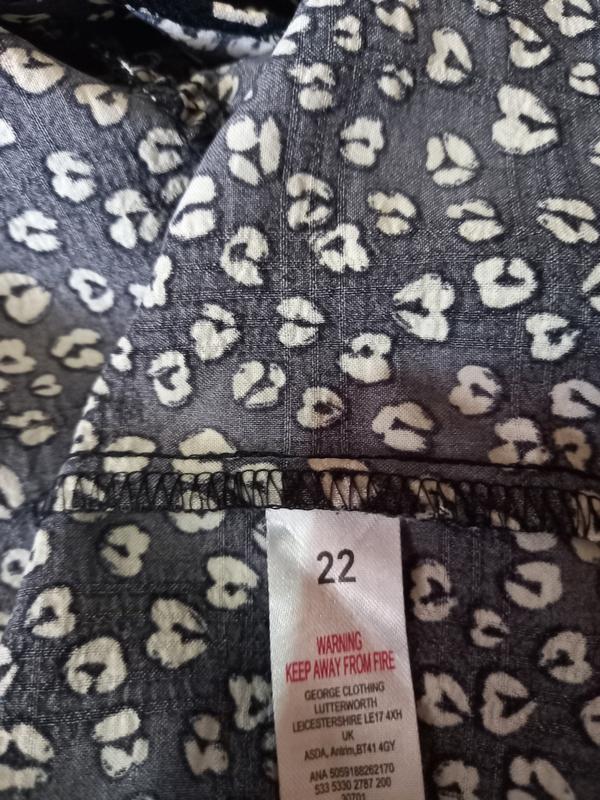 22
WARNING
KEEP AWAY FROM FIRE
GEORGE CLOTHING
LUTTERWORTH
LEICESTERSHIRE LE17 4XH
UK
ASDA, Antrim,BT41 4GY
ANA 5059188262170
533 5330 2787 200